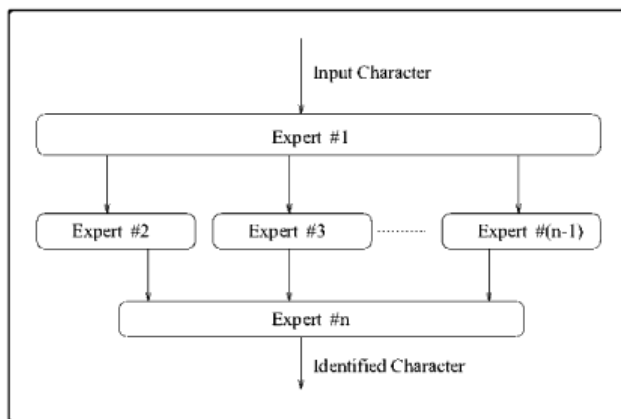 Input Character
Expert #1
Expert #2 Expert #3 .......... Expert #(n-1)
Expert #n
Identified Character